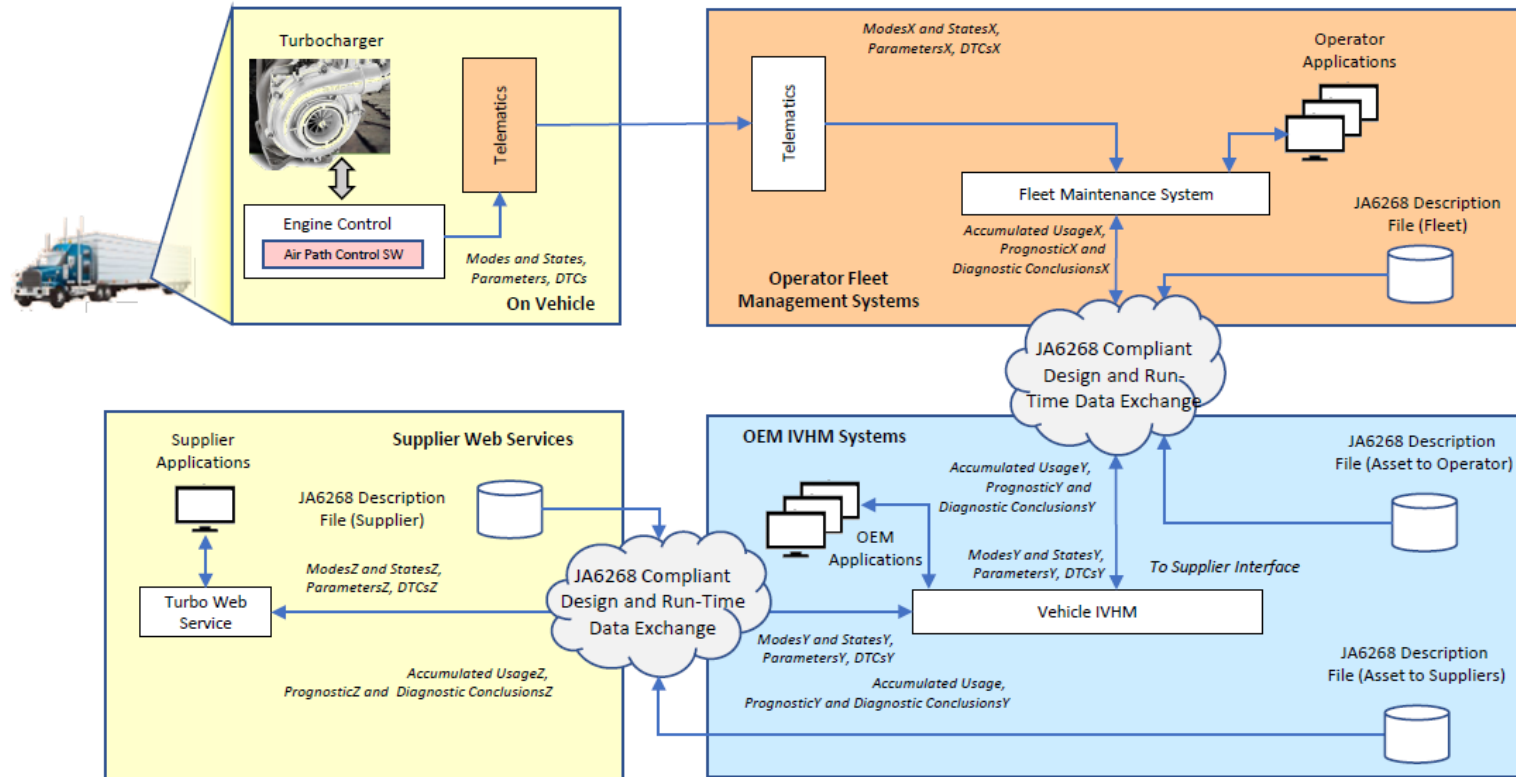 Turbocharger
Telematics
Engine Control
Air Path Control SW
Modes and States,
Parameters, DTCs
On Vehicle
ModesX and StatesX,
ParametersX, DTCsX
Telematics
Operator
Applications
Fleet Maintenance System
JA6268 Description
File (Fleet)
Accumulated UsageX,
PrognosticX and
Diagnostic ConclusionsX
Operator Fleet
Management Systems
JA6268 Compliant
Design and Run-
Time Data Exchange
Supplier
Applications
Supplier Web Services
JA6268 Description
File (Supplier)
ModesZ and StatesZ,
ParametersZ, DTCsZ
Turbo Web
Service
Accumulated UsageZ,
PrognosticZ and Diagnostic ConclusionsZ
JA6268 Compliant
Design and Run-Time
Data Exchange
OEM IVHM Systems
Accumulated UsageY,
PrognosticY and
Diagnostic ConclusionsY
OEM
Applications
ModesY and StatesY,
ParametersY, DTCsY
To Supplier Interface
Vehicle IVHM
JA6268 Description
File (Asset to Operator)
ModesY and StatesY,
ParametersY, DTCsY
Accumulated Usage,
PrognosticY and Diagnostic ConclusionsY
JA6268 Description
File (Asset to Suppliers)